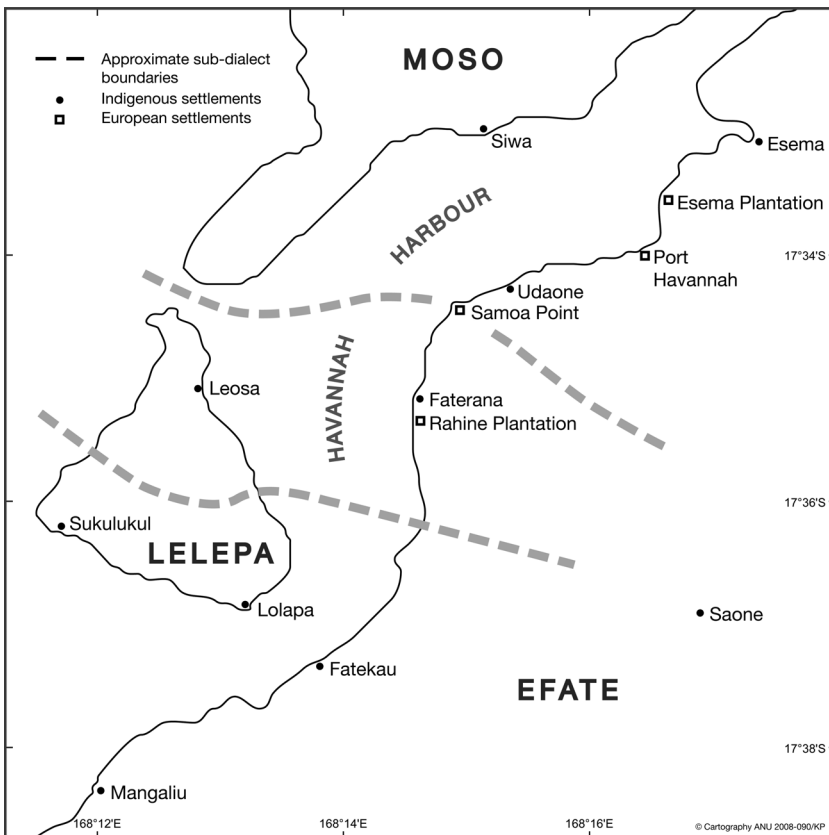 MOSO
Approximate sub-dialect
boundaries
Indigenous settlements
European settlements
Siwa
Esema
Esema Plantation
HARBOUR
17°34'S
Port
Havannah
Udaone
Samoa Point
HAVANNAH
Leosa
Faterana
Rahine Plantation
17°36'S
Sukulukul
LELEPA
Lolapa
Saone
Fatekau
EFATE
17°38'S
Mangaliu
168°12'E
168°14'E
168°16'E
© Cartography ANU 2008-090/KP